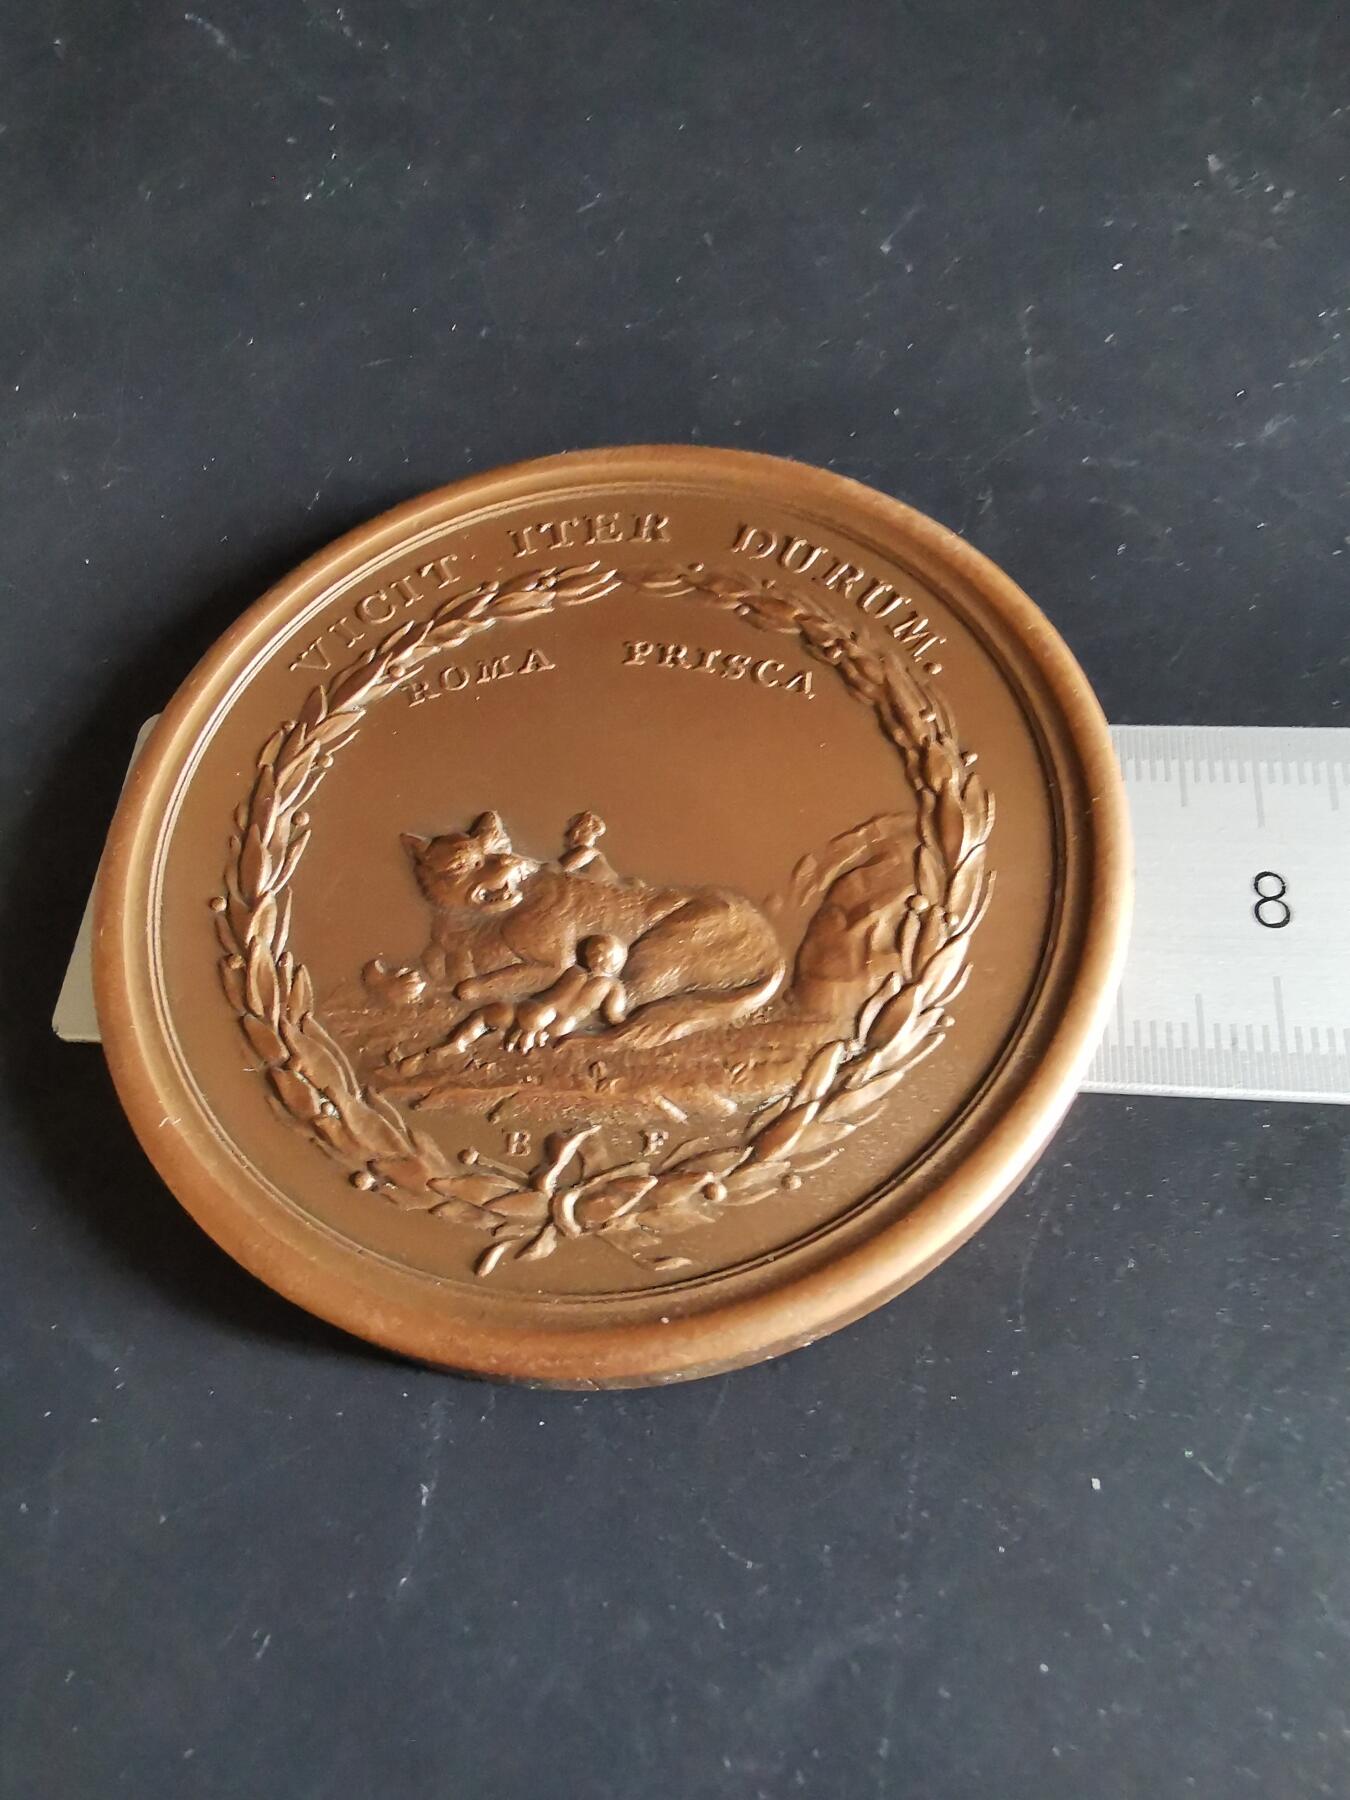 VICIT ITER DURUM.
ROMA PRISCA
B F
8